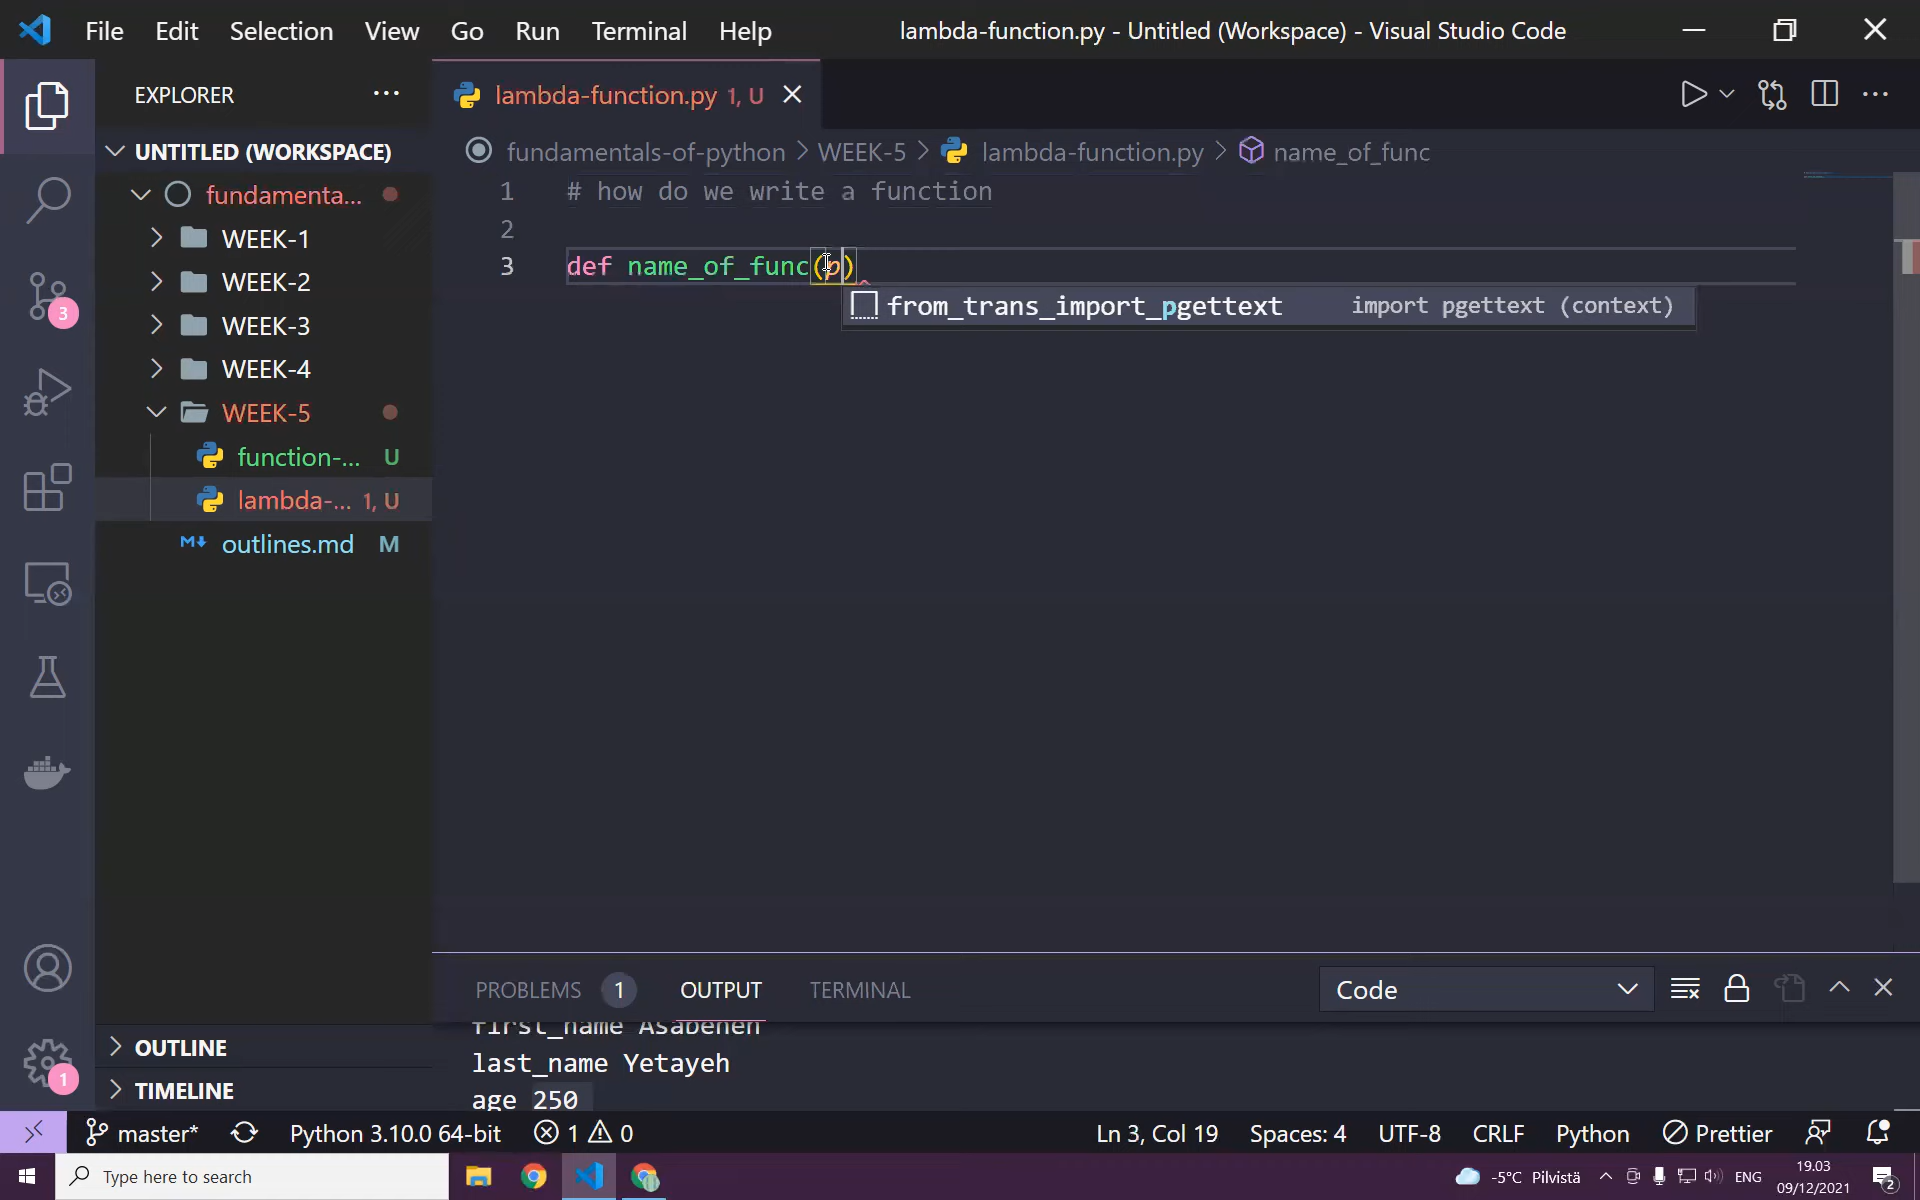 File Edit Selection View Go Run Terminal Help lambda-function.py - Untitled (Workspace) - Visual Studio Code
EXPLORER
lambda-function.py 1, U
UNTITLED (WORKSPACE)
fundamentals-of-python > WEEK-5 > lambda-function.py > name_of_func
fundamenta...
WEEK-1
WEEK-2
WEEK-3
WEEK-4
WEEK-5
function-... U
lambda-... 1, U
outlines.md M
1 # how do we write a function
2
3 def name_of_func(p)
from_trans_import_pgettext import pgettext (context)
3
1
OUTLINE
TIMELINE
PROBLEMS 1 OUTPUT TERMINAL Code
first_name Asabeneh
last_name Yetayeh
age 250
master* Python 3.10.0 64-bit 1 0 Ln 3, Col 19 Spaces: 4 UTF-8 CRLF Python Prettier
Type here to search
-5°C Pilvistä ENG
19.03
09/12/2021
2